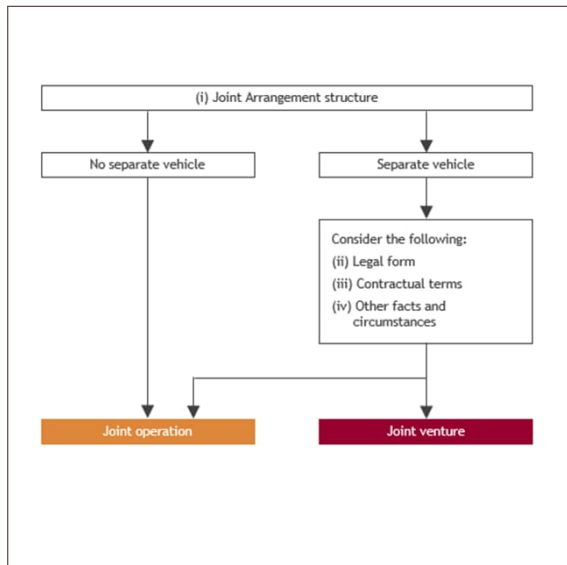 (i) Joint Arrangement structure
No separate vehicle
Separate vehicle
Consider the following:
(ii) Legal form
(iii) Contractual terms
(iv) Other facts and
circumstances
Joint operation
Joint venture